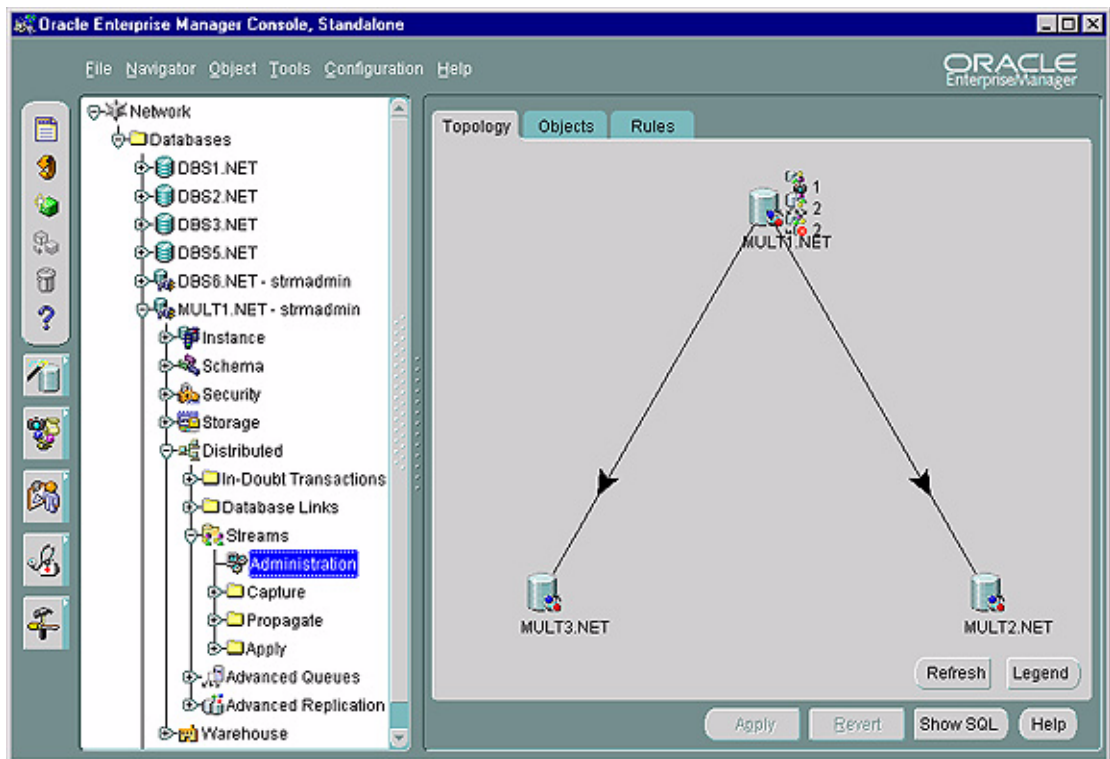 Oracle Enterprise Manager Console, Standalone
File Navigator Object Tools Configuration Help
ORACLE
EnterpriseManager
Network
Databases
DBS1.NET
DBS2.NET
DBS3.NET
DBS5.NET
DBS6.NET - strmadmin
MULT1.NET - strmadmin
Instance
Schema
Security
Storage
Distributed
In-Doubt Transactions
Database Links
Streams
Administration
Capture
Propagate
Apply
Advanced Queues
Advanced Replication
Warehouse
Topology Objects Rules
1
2
2
MULT1.NET
MULT3.NET
MULT2.NET
Refresh Legend
Apply Revert Show SQL Help